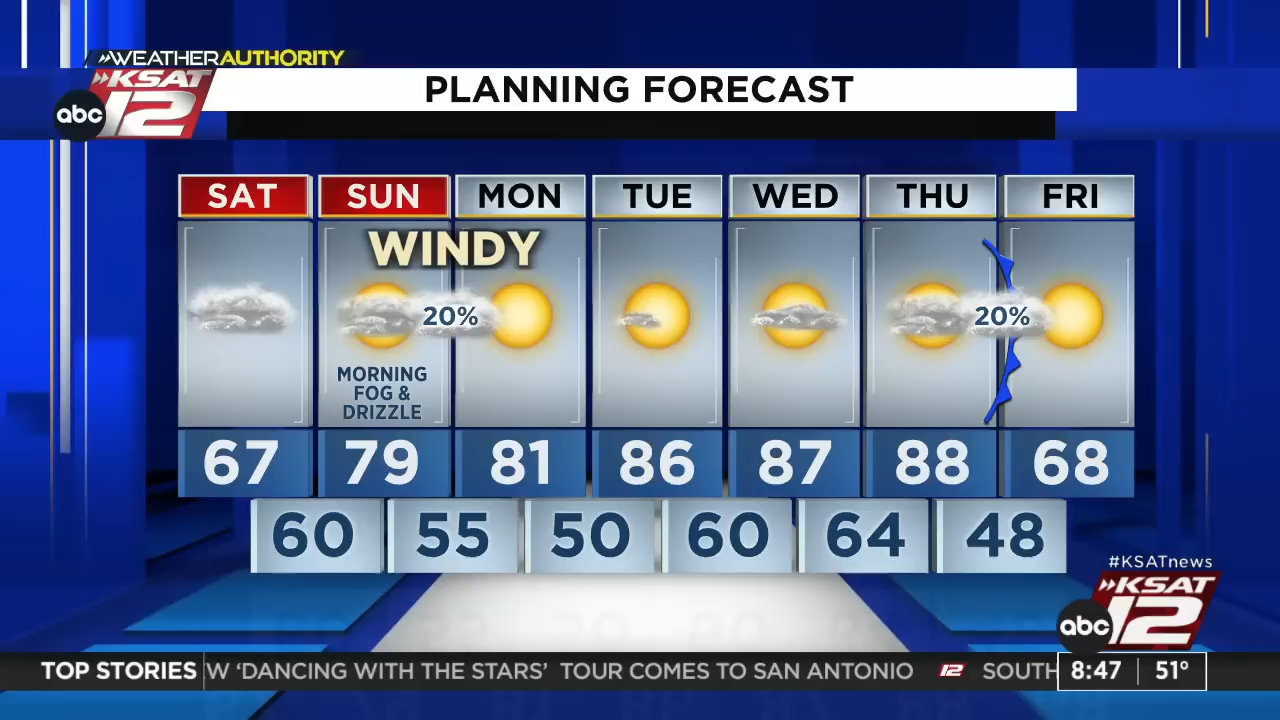 »WEATHERAUTHORITY
»KSAT
abc 12
PLANNING FORECAST
SAT SUN MON TUE WED THU FRI
WINDY
20% 20%
MORNING
FOG &
DRIZZLE
67 79 81 86 87 88 68
60 55 50 60 64 48
#KSATnews
»KSAT
abc 12
TOP STORIES W ‘DANCING WITH THE STARS’ TOUR COMES TO SAN ANTONIO 12 SOUTH 8:47 51°